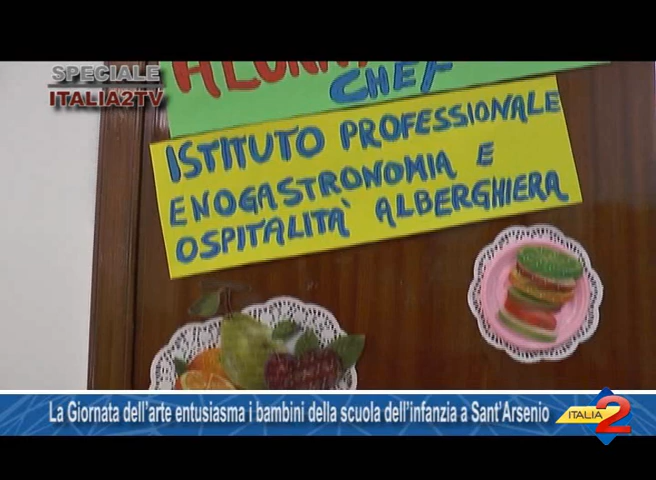 SPECIALE
ITALIA2TV
CHEF
ISTITUTO PROFESSIONALE
ENOGASTRONOMIA E
OSPITALITÀ ALBERGHIERA
La Giornata dell'arte entusiasma i bambini della scuola dell'infanzia a Sant'Arsenio
ITALIA 2